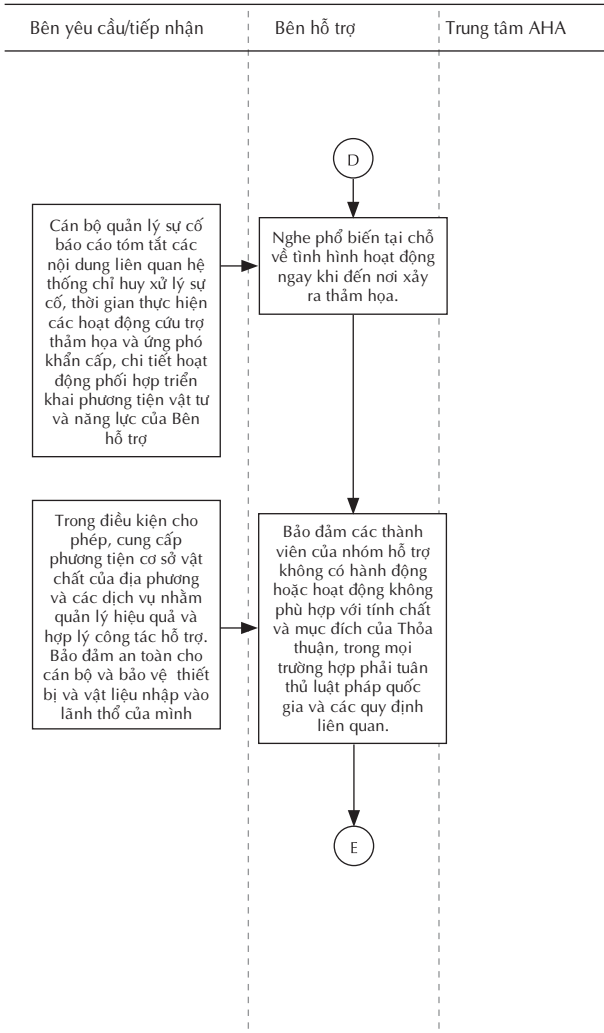 Bên yêu cầu/tiếp nhận
Bên hỗ trợ
Trung tâm AHA
D
Cán bộ quản lý sự cố
báo cáo tóm tắt các
nội dung liên quan hệ
thống chỉ huy xử lý sự
cố, thời gian thực hiện
các hoạt động cứu trợ
thảm họa và ứng phó
khẩn cấp, chi tiết hoạt
động phối hợp triển
khai phương tiện vật tư
và năng lực của Bên
hỗ trợ
Nghe phổ biến tại chỗ
về tình hình hoạt động
ngay khi đến nơi xảy
ra thảm họa.
Trong điều kiện cho
phép, cung cấp
phương tiện cơ sở vật
chất của địa phương
và các dịch vụ nhằm
quản lý hiệu quả và
hợp lý công tác hỗ trợ.
Bảo đảm an toàn cho
cán bộ và bảo vệ thiết
bị và vật liệu nhập vào
lãnh thổ của mình
Bảo đảm các thành
viên của nhóm hỗ trợ
không có hành động
hoặc hoạt động không
phù hợp với tính chất
và mục đích của Thỏa
thuận, trong mọi
trường hợp phải tuân
thủ luật pháp quốc
gia và các quy định
liên quan.
E